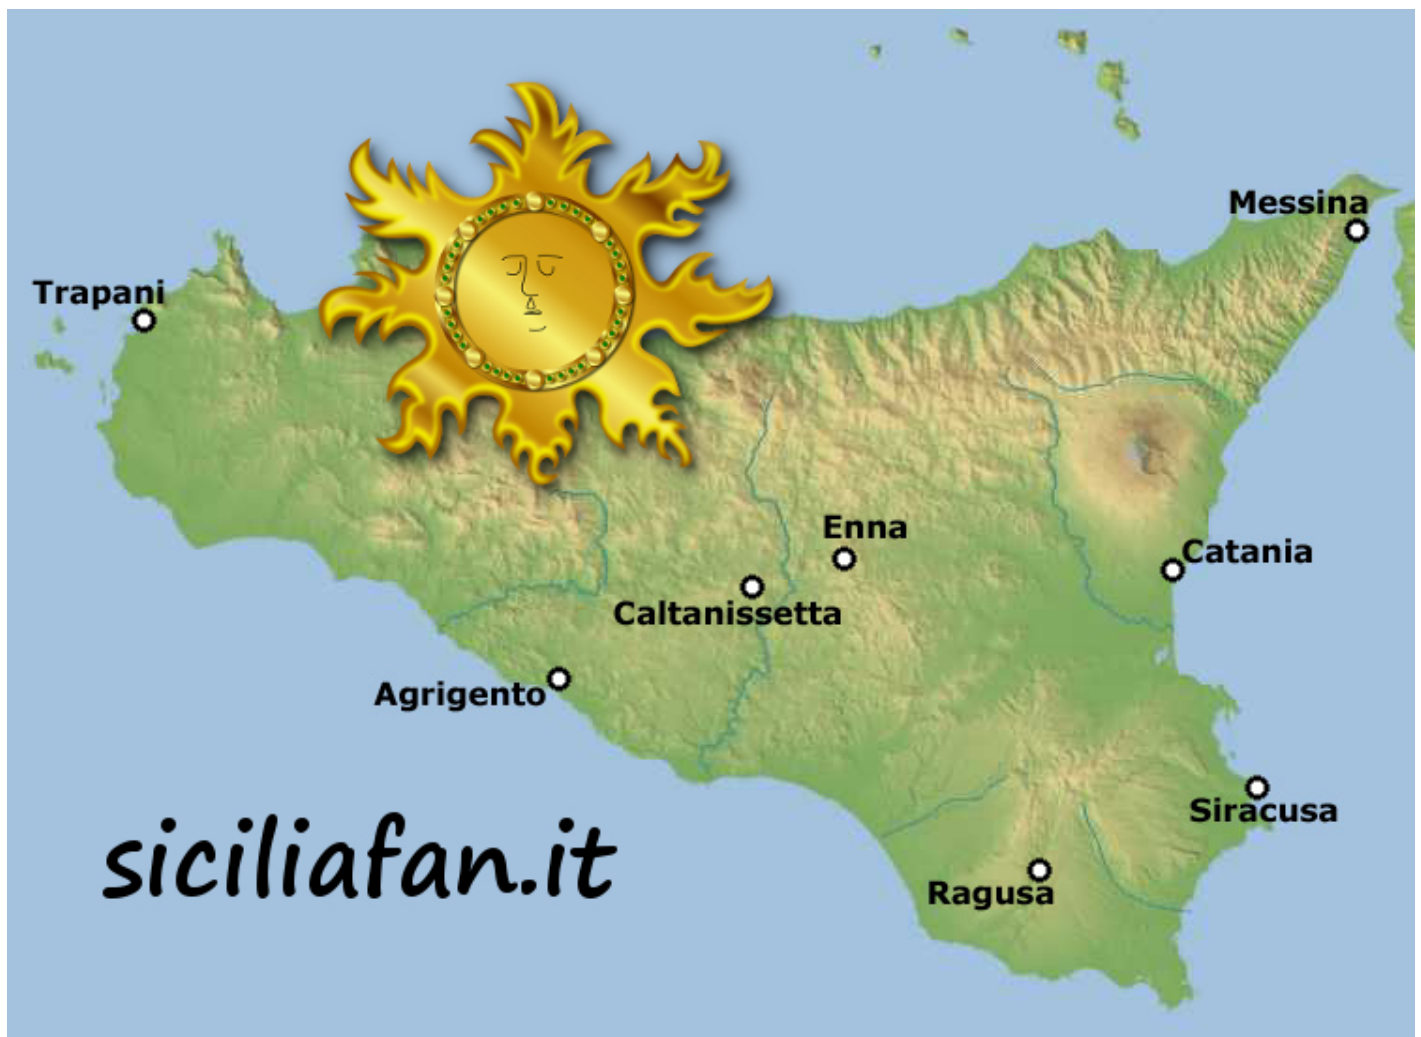 Messina
Trapani
Enna
Catania
Caltanissetta
Agrigento
Siracusa
siciliafan.it
Ragusa